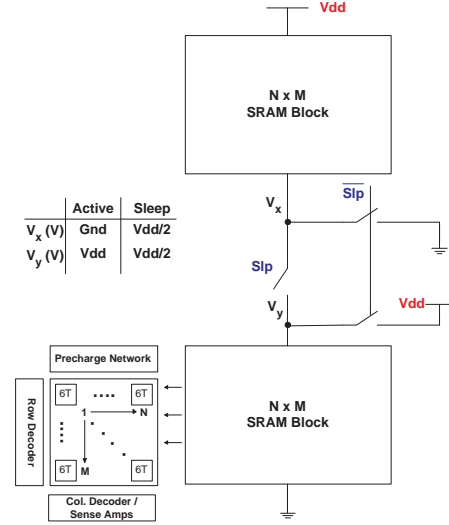 Vdd
N x M
SRAM Block
Slp
Vx
Active Sleep
Vx (V) Gnd Vdd/2
Vy (V) Vdd Vdd/2
Slp
Vdd
Vy
Precharge Network
Row Decoder
6T .... 6T
1 N
M
6T 6T
Col. Decoder /
Sense Amps
N x M
SRAM Block